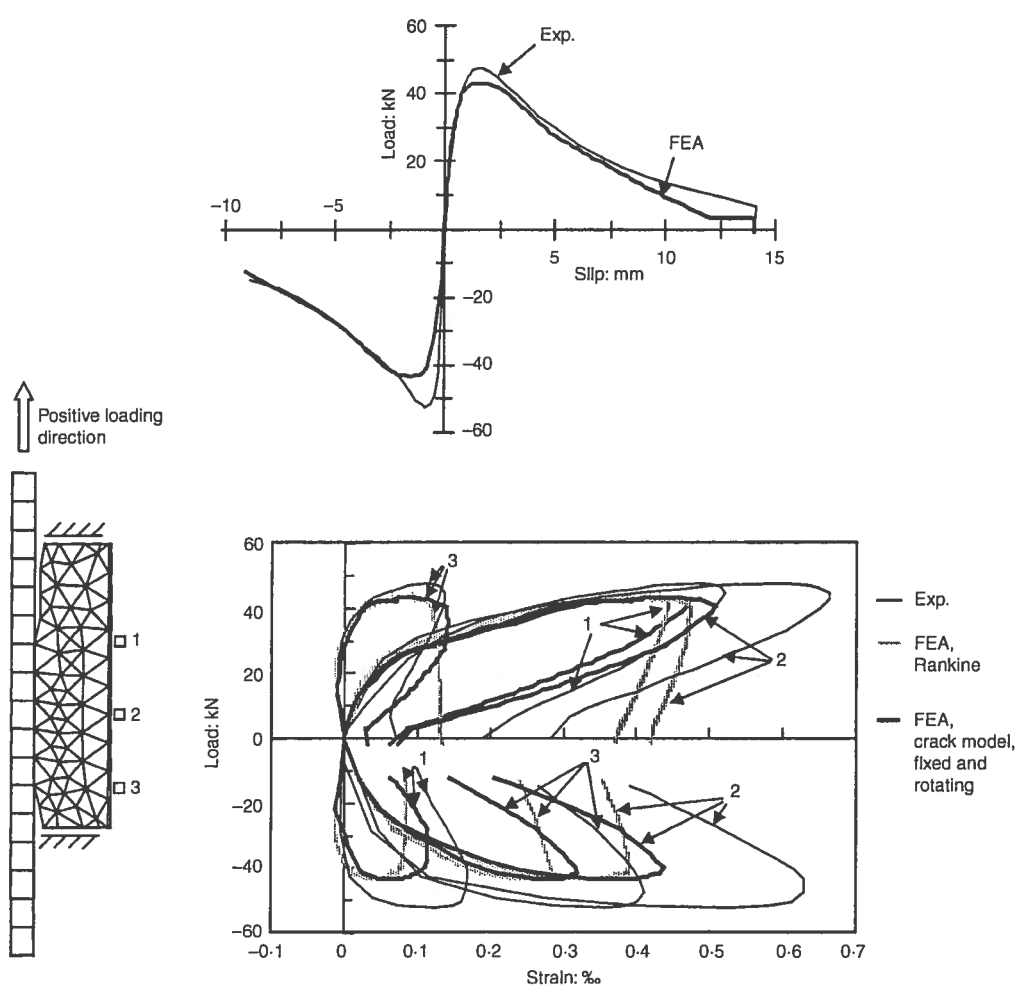 60
Exp.
40
Load: kN
FEA
20
-10
-5
5
10
15
Slip: mm
-20
-40
-60
Positive loading
direction
1
2
3
60
40
20
0
-20
-40
-60
Load: kN
3
1
2
1
3
2
-0·1
0
0·1
0·2
0·3
0·4
0·5
0·6
0·7
Strain: ‰
Exp.
FEA,
Rankine
FEA,
crack model,
fixed and
rotating